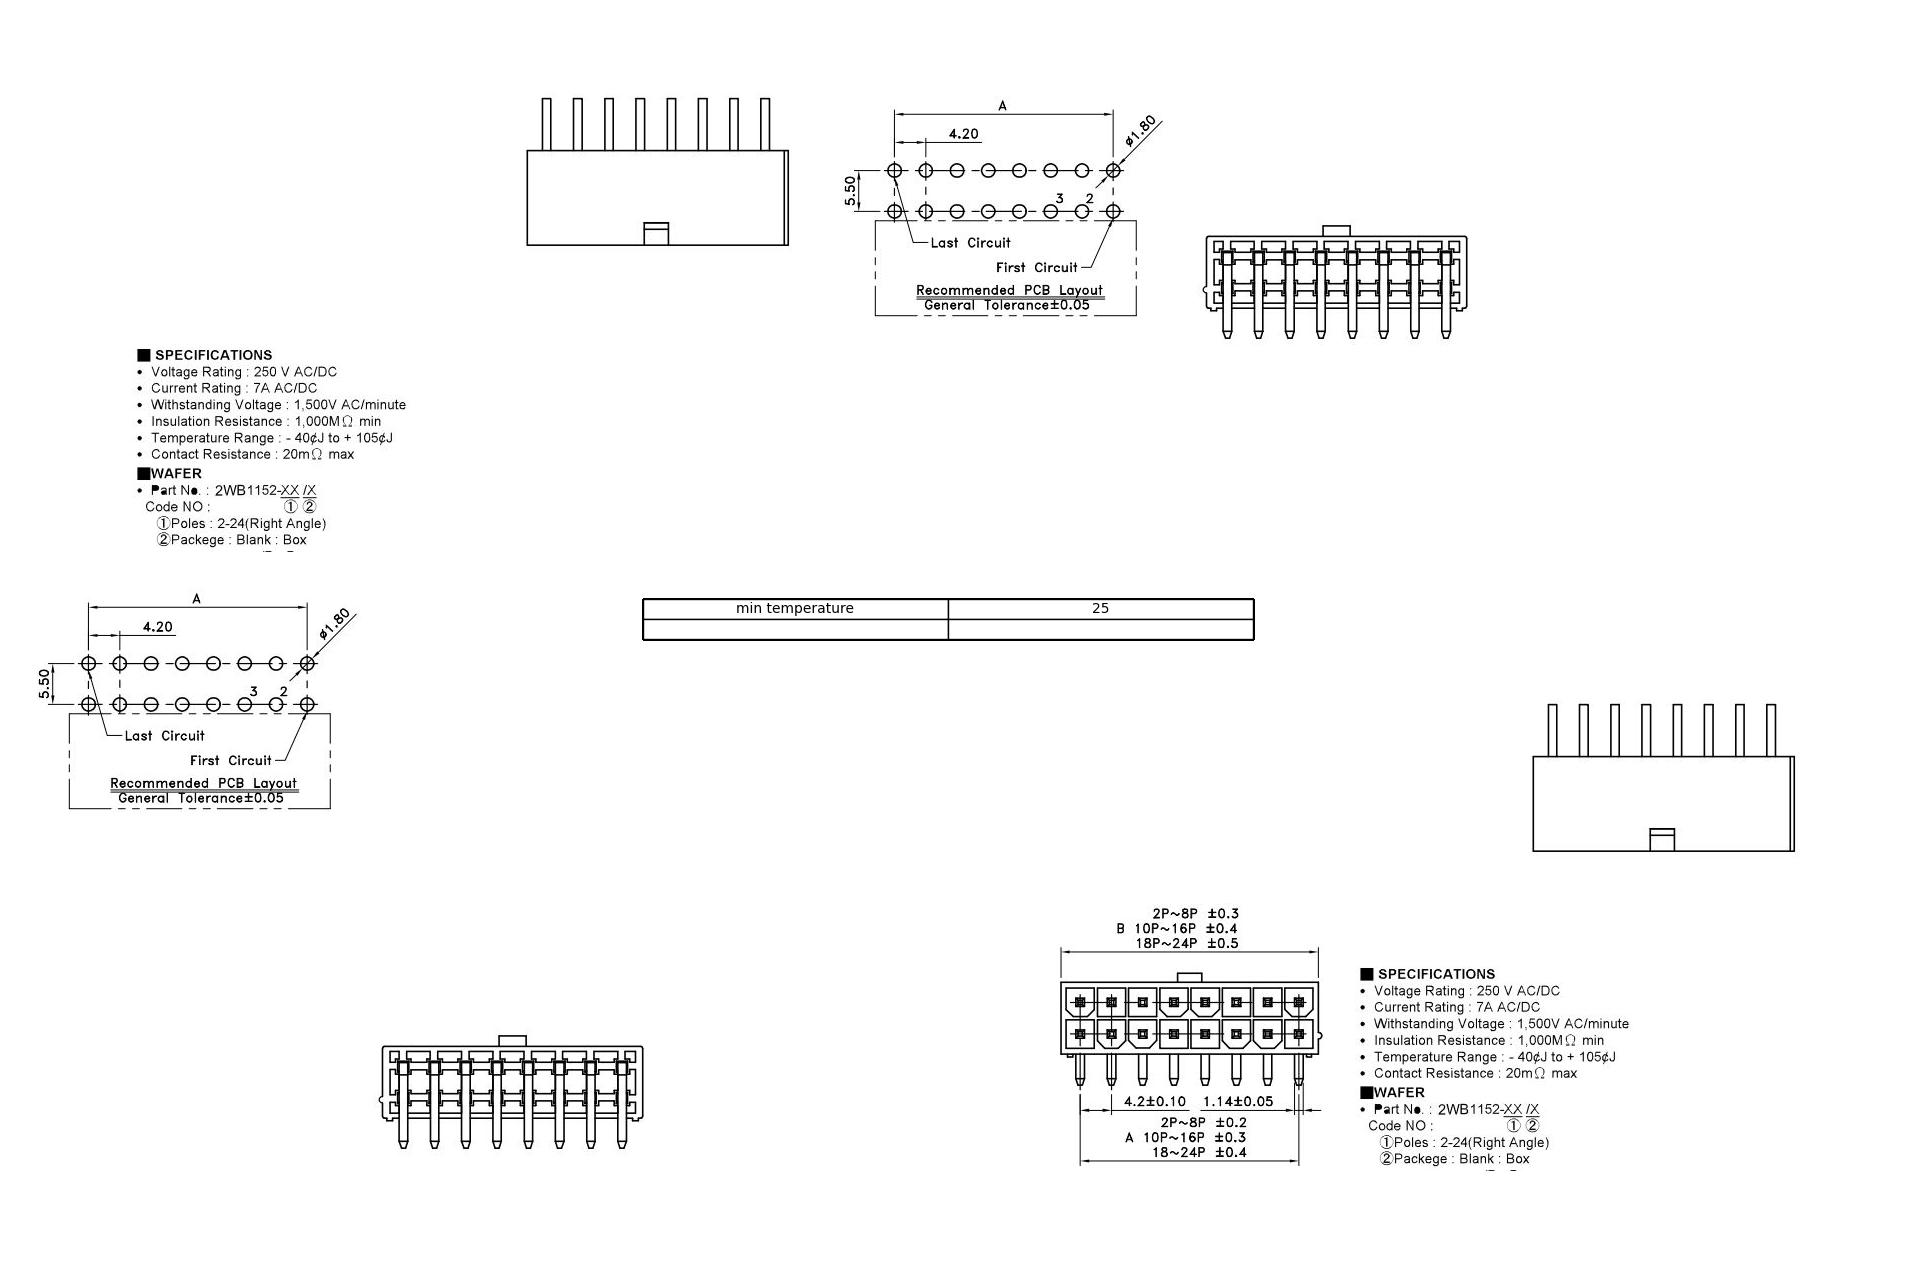 A
4.20
ø1.80
5.50
3 2
Last Circuit
First Circuit
Recommended PCB Layout
General Tolerance±0.05
■ SPECIFICATIONS
• Voltage Rating : 250 V AC/DC
• Current Rating : 7A AC/DC
• Withstanding Voltage : 1,500V AC/minute
• Insulation Resistance : 1,000MΩ min
• Temperature Range : - 40¢J to + 105¢J
• Contact Resistance : 20mΩ max
■WAFER
• Part No. : 2WB1152-XX /X
Code NO : ① ②
①Poles : 2-24(Right Angle)
②Packege : Blank : Box
min temperature 25
A
4.20
ø1.80
5.50
3 2
Last Circuit
First Circuit
Recommended PCB Layout
General Tolerance±0.05
2P~8P ±0.3
B 10P~16P ±0.4
18P~24P ±0.5
4.2±0.10 1.14±0.05
2P~8P ±0.2
A 10P~16P ±0.3
18~24P ±0.4
■ SPECIFICATIONS
• Voltage Rating : 250 V AC/DC
• Current Rating : 7A AC/DC
• Withstanding Voltage : 1,500V AC/minute
• Insulation Resistance : 1,000MΩ min
• Temperature Range : - 40¢J to + 105¢J
• Contact Resistance : 20mΩ max
■WAFER
• Part No. : 2WB1152-XX /X
Code NO : ① ②
①Poles : 2-24(Right Angle)
②Packege : Blank : Box